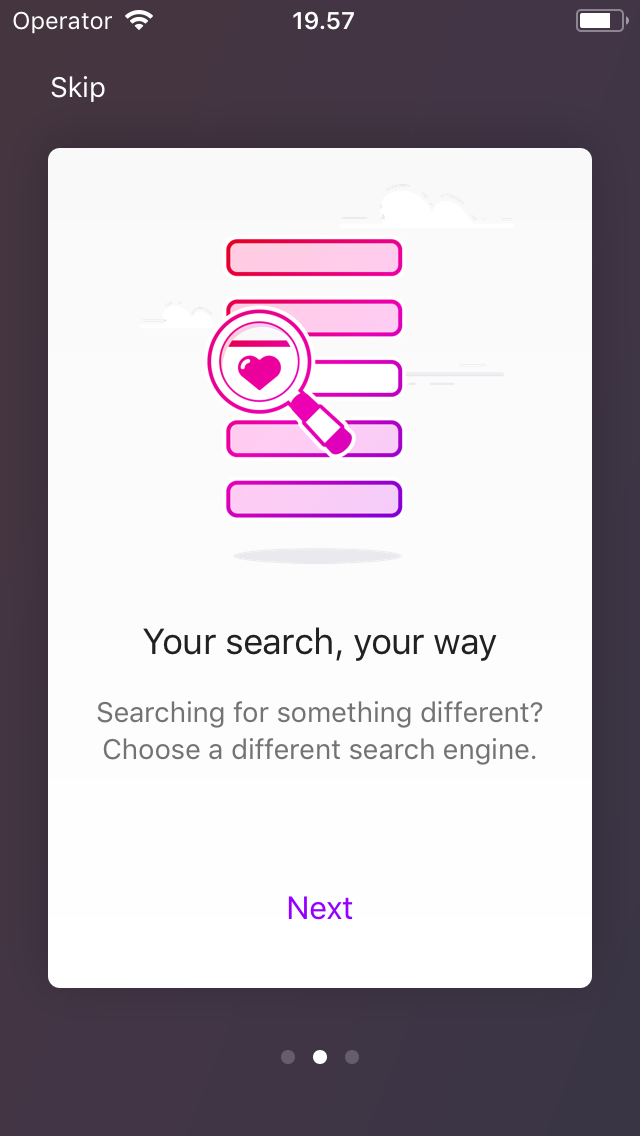 Operator 19.57
Skip
Your search, your way
Searching for something different?
Choose a different search engine.
Next